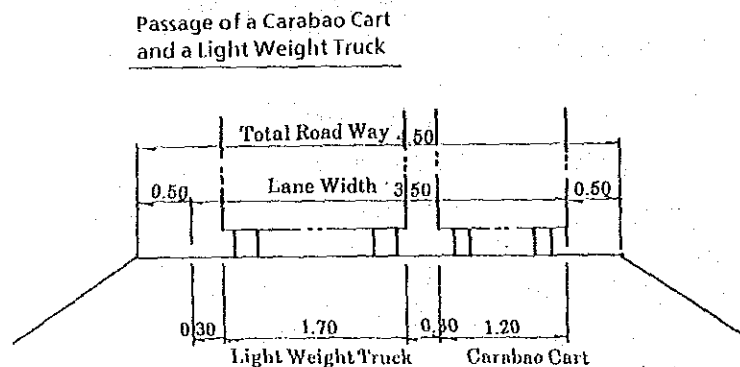 Passage of a Carabao Cart
and a Light Weight Truck
Total Road Way 4.50
0.50 Lane Width 3.50 0.50
0.30 1.70 0.30 1.20
Light Weight Truck Carabao Cart